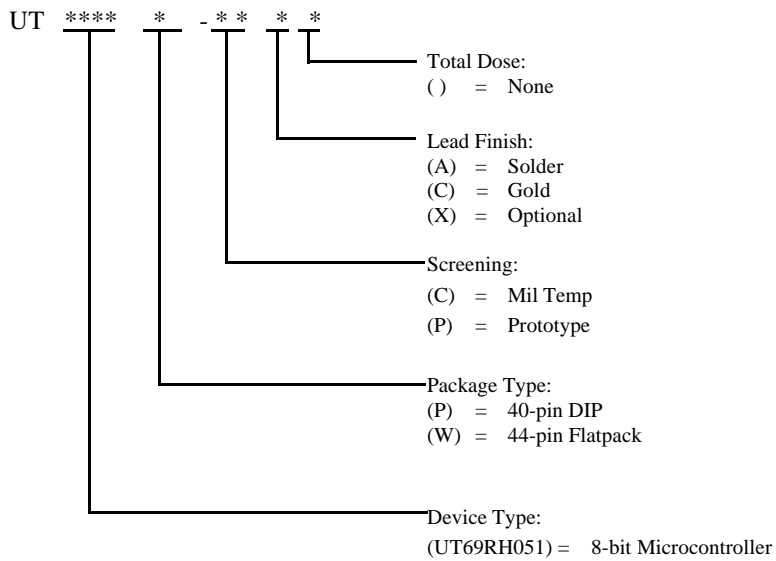 UT **** * - * * * *
Total Dose:
( ) = None
Lead Finish:
(A) = Solder
(C) = Gold
(X) = Optional
Screening:
(C) = Mil Temp
(P) = Prototype
Package Type:
(P) = 40-pin DIP
(W) = 44-pin Flatpack
Device Type:
(UT69RH051) = 8-bit Microcontroller